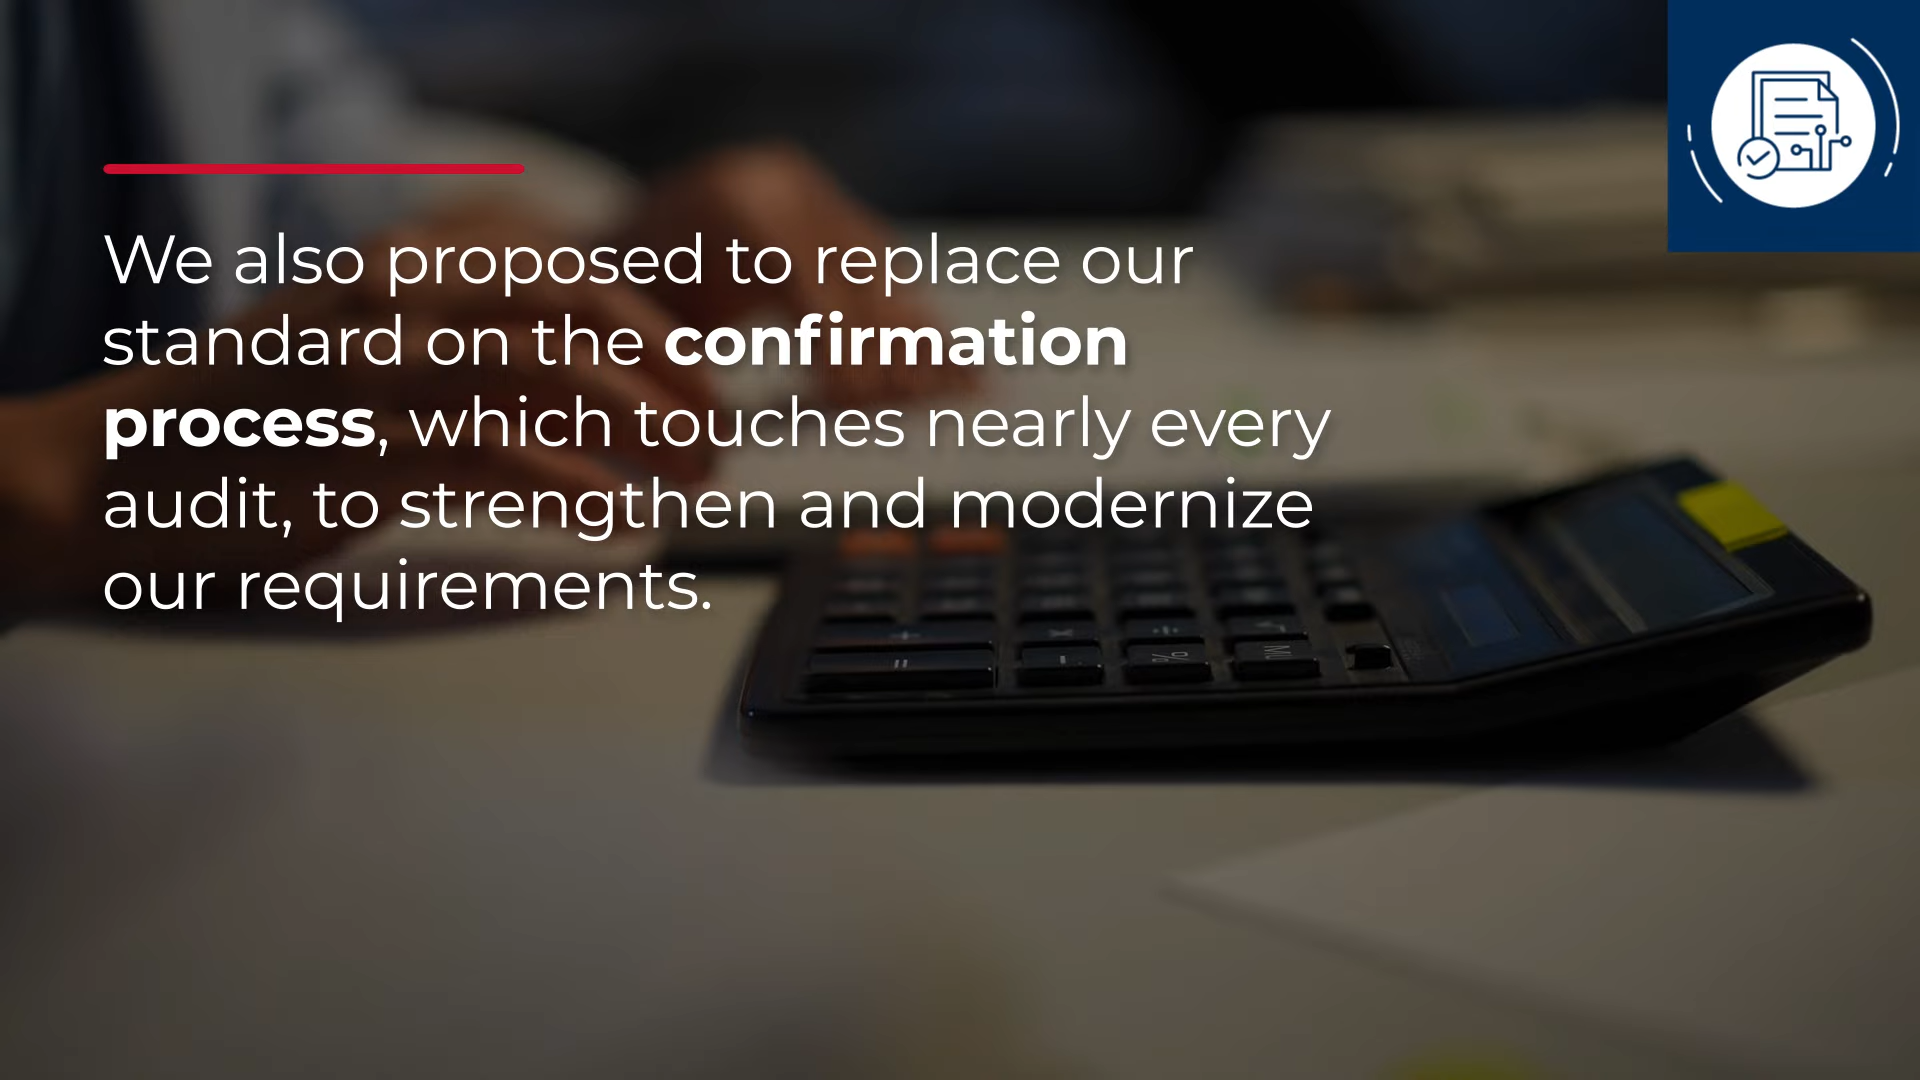 We also proposed to replace our
standard on the confirmation
process, which touches nearly every
audit, to strengthen and modernize
our requirements.
+ x ÷ √
= - % MU